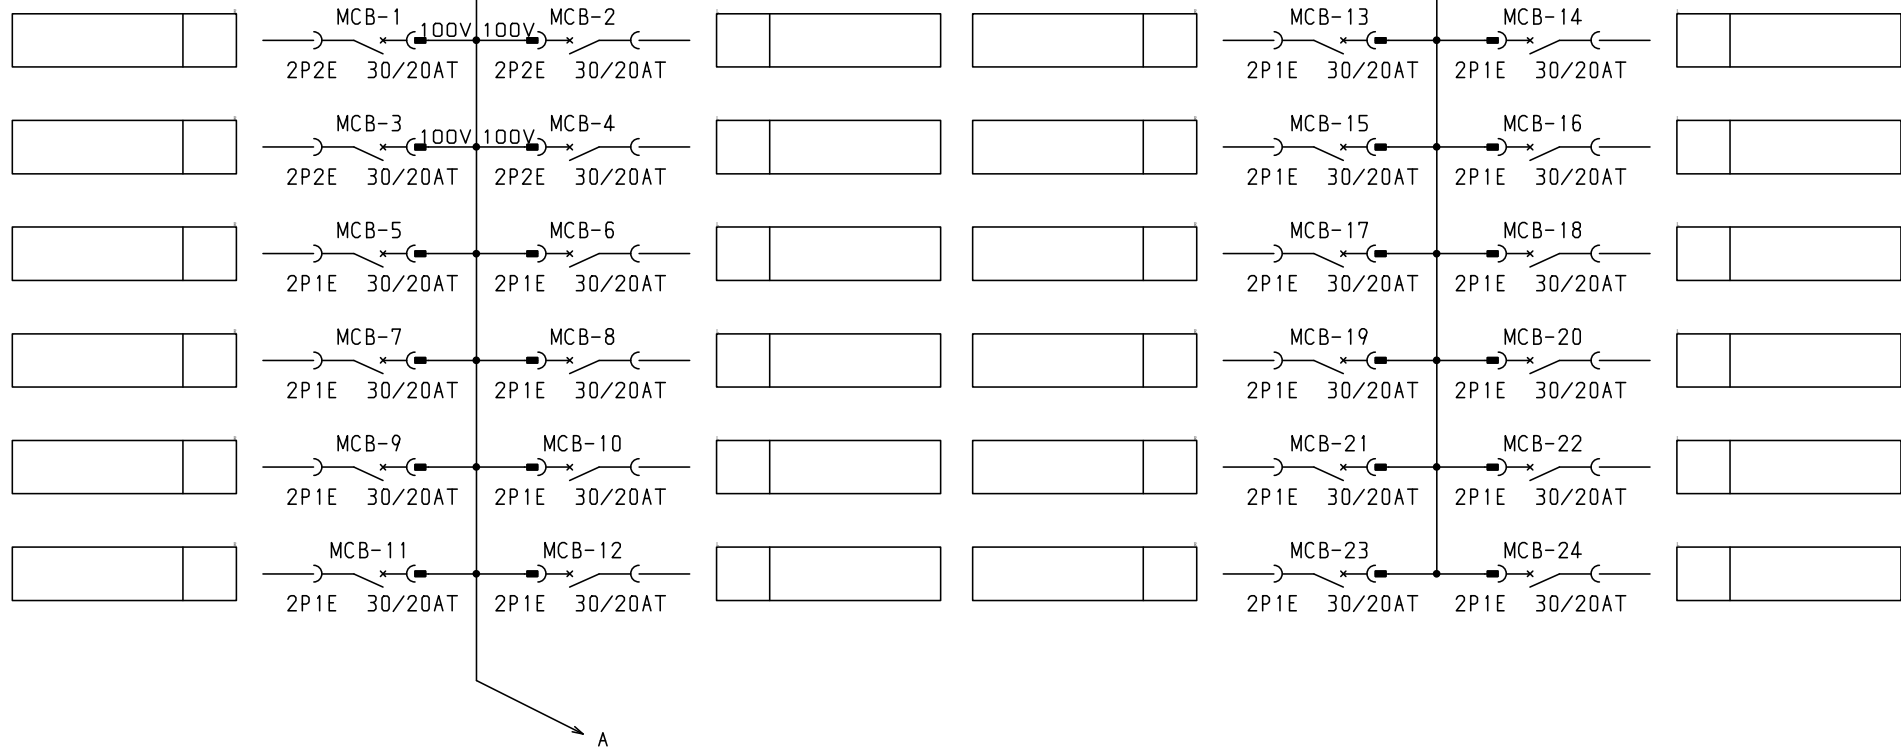 MCB-1 MCB-2 MCB-13 MCB-14
100V 100V
2P2E 30/20AT 2P2E 30/20AT 2P1E 30/20AT 2P1E 30/20AT
MCB-3 MCB-4 MCB-15 MCB-16
100V 100V
2P2E 30/20AT 2P2E 30/20AT 2P1E 30/20AT 2P1E 30/20AT
MCB-5 MCB-6 MCB-17 MCB-18
2P1E 30/20AT 2P1E 30/20AT 2P1E 30/20AT 2P1E 30/20AT
MCB-7 MCB-8 MCB-19 MCB-20
2P1E 30/20AT 2P1E 30/20AT 2P1E 30/20AT 2P1E 30/20AT
MCB-9 MCB-10 MCB-21 MCB-22
2P1E 30/20AT 2P1E 30/20AT 2P1E 30/20AT 2P1E 30/20AT
MCB-11 MCB-12 MCB-23 MCB-24
2P1E 30/20AT 2P1E 30/20AT 2P1E 30/20AT 2P1E 30/20AT
A